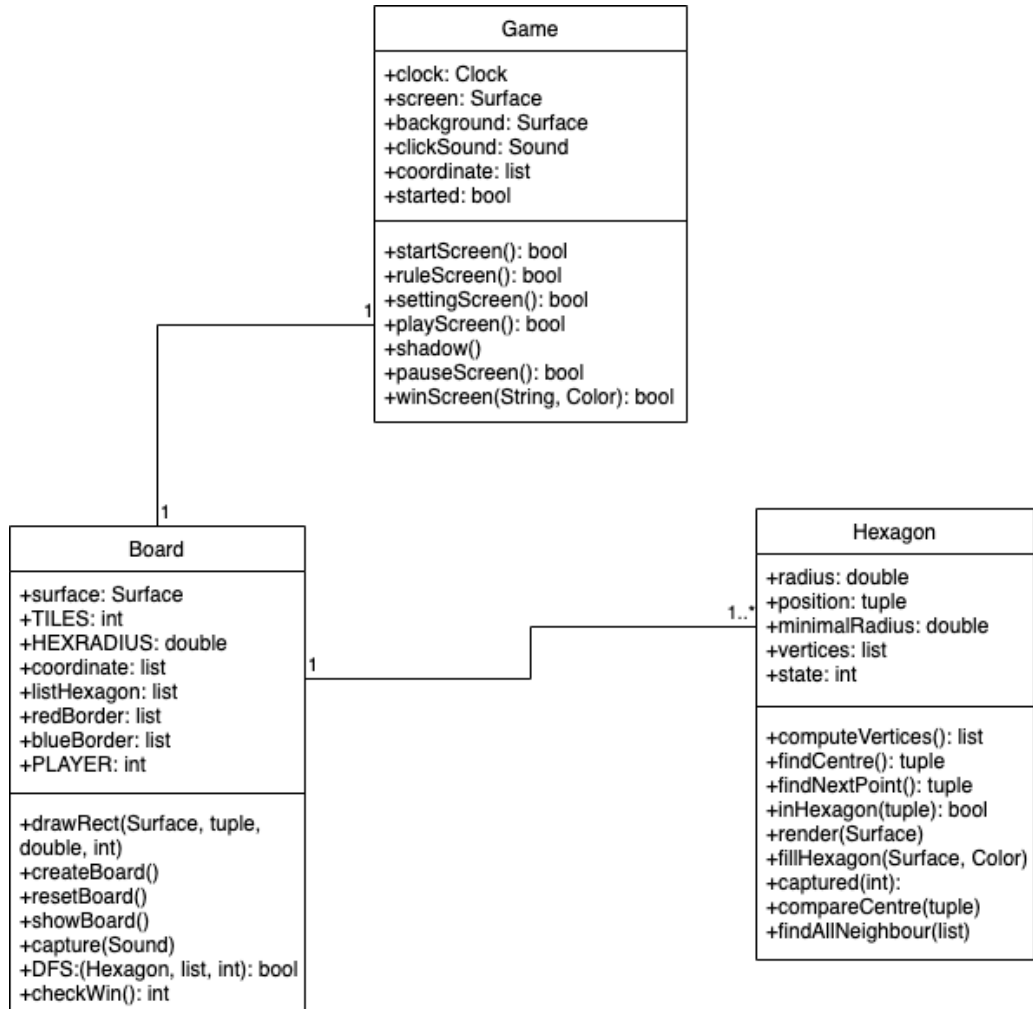 Game
+clock: Clock
+screen: Surface
+background: Surface
+clickSound: Sound
+coordinate: list
+started: bool
+startScreen(): bool
+ruleScreen(): bool
+settingScreen(): bool
+playScreen(): bool
+shadow()
+pauseScreen(): bool
+winScreen(String, Color): bool
1
1
Board
+surface: Surface
+TILES: int
+HEXRADIUS: double
+coordinate: list
+listHexagon: list
+redBorder: list
+blueBorder: list
+PLAYER: int
+drawRect(Surface, tuple,
double, int)
+createBoard()
+resetBoard()
+showBoard()
+capture(Sound)
+DFS:(Hexagon, list, int): bool
+checkWin(): int
1
1..*
Hexagon
+radius: double
+position: tuple
+minimalRadius: double
+vertices: list
+state: int
+computeVertices(): list
+findCentre(): tuple
+findNextPoint(): tuple
+inHexagon(tuple): bool
+render(Surface)
+fillHexagon(Surface, Color)
+captured(int):
+compareCentre(tuple)
+findAllNeighbour(list)